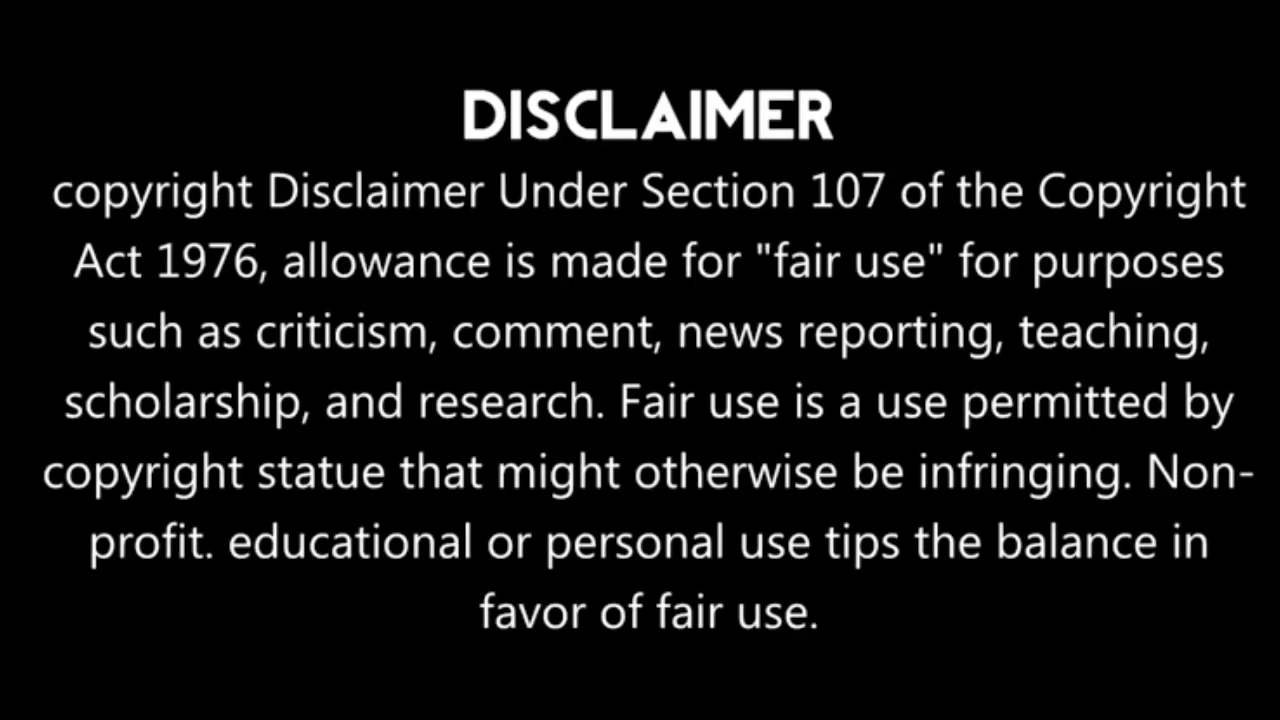 DISCLAIMER
copyright Disclaimer Under Section 107 of the Copyright
Act 1976, allowance is made for "fair use" for purposes
such as criticism, comment, news reporting, teaching,
scholarship, and research. Fair use is a use permitted by
copyright statue that might otherwise be infringing. Non-
profit. educational or personal use tips the balance in
favor of fair use.